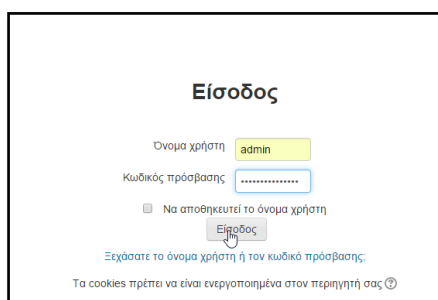 Είσοδος
Όνομα χρήστη admin
Κωδικός πρόσβασης ···············
Να αποθηκευτεί το όνομα χρήστη
Είσοδος
Ξεχάσατε το όνομα χρήστη ή τον κωδικό πρόσβασης;
Τα cookies πρέπει να είναι ενεργοποιημένα στον περιηγητή σας ?